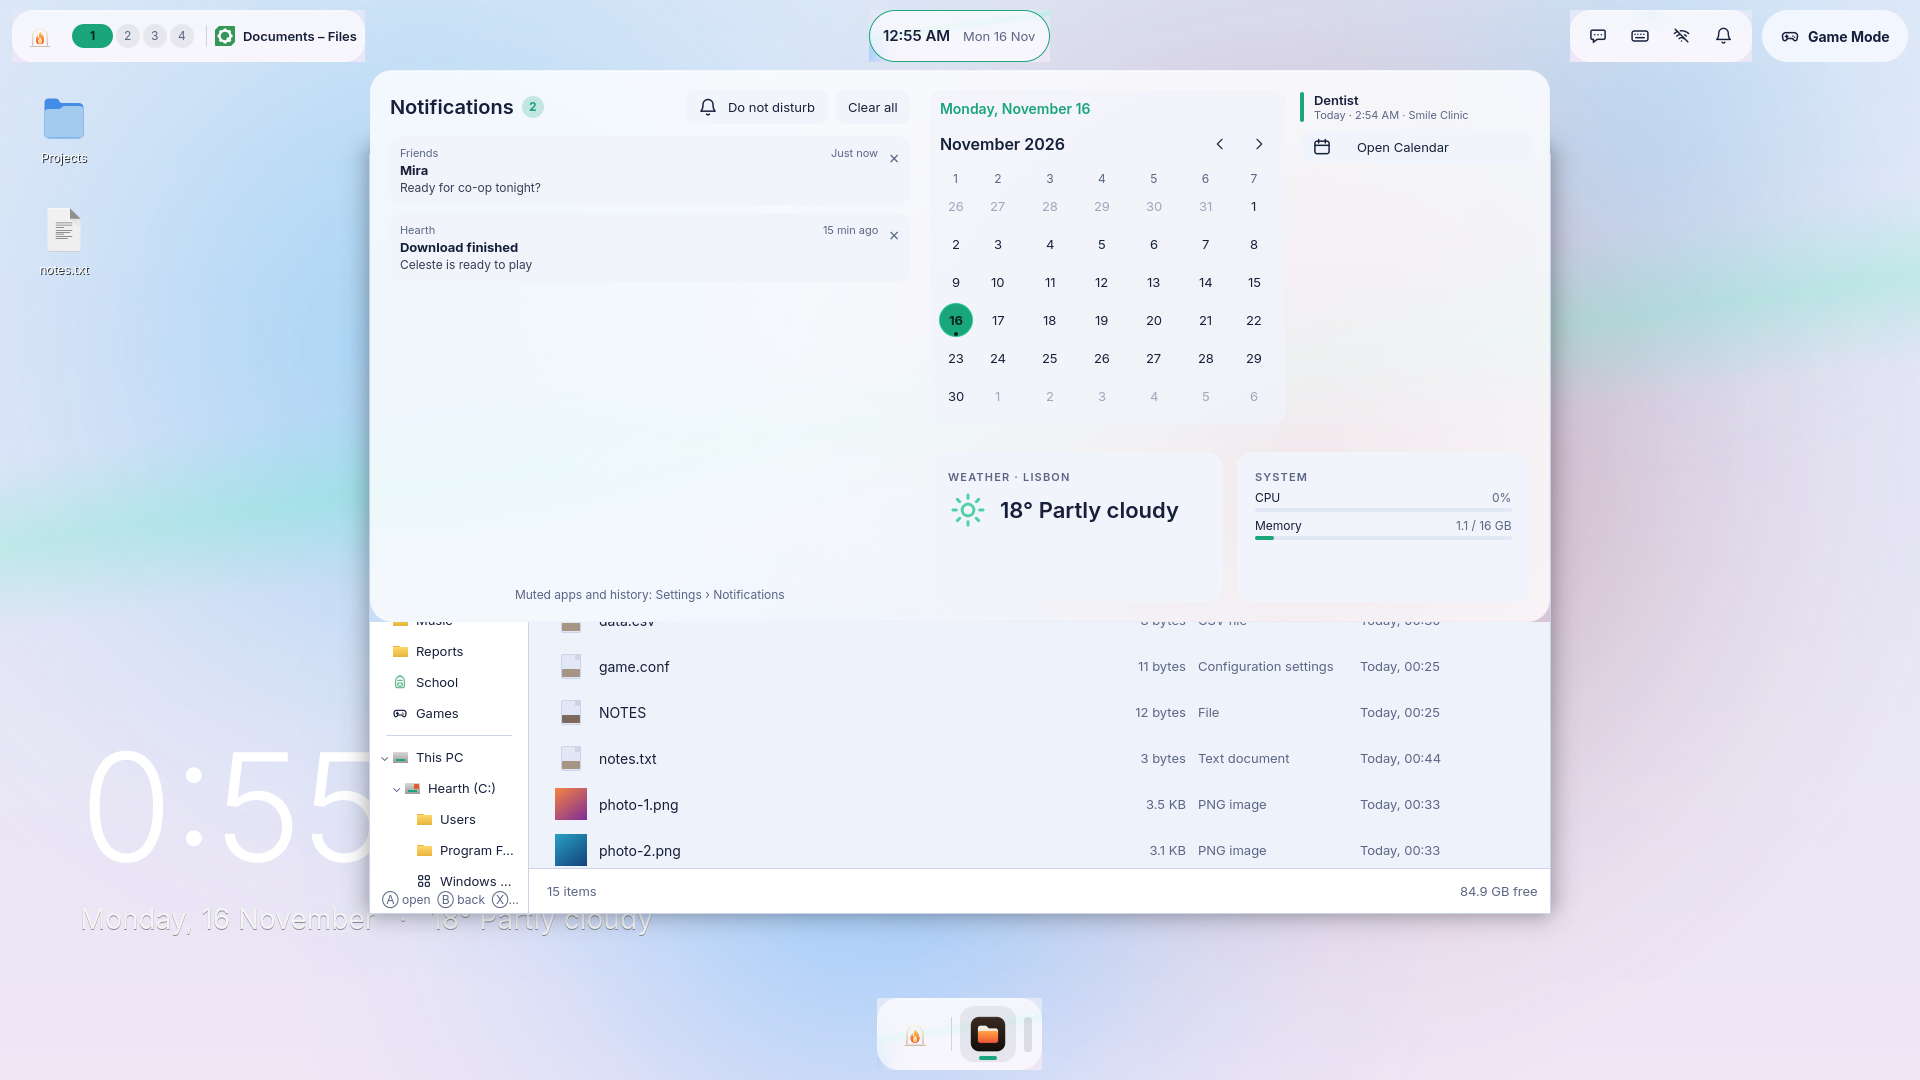 1 2 3 4 Documents – Files
12:55 AM Mon 16 Nov
Game Mode
Projects
notes.txt
Notifications 2
Do not disturb
Clear all
Friends
Just now
Mira
Ready for co-op tonight?
Hearth
15 min ago
Download finished
Celeste is ready to play
Muted apps and history: Settings › Notifications
Monday, November 16
November 2026
1 2 3 4 5 6 7
26 27 28 29 30 31 1
2 3 4 5 6 7 8
9 10 11 12 13 14 15
16 17 18 19 20 21 22
23 24 25 26 27 28 29
30 1 2 3 4 5 6
Dentist
Today · 2:54 AM · Smile Clinic
Open Calendar
WEATHER · LISBON
18° Partly cloudy
SYSTEM
CPU 0%
Memory 1.1 / 16 GB
Music
Reports
School
Games
This PC
Hearth (C:)
Users
Program F...
Windows ...
A open B back X...
data.csv
game.conf 11 bytes Configuration settings Today, 00:25
NOTES 12 bytes File Today, 00:25
notes.txt 3 bytes Text document Today, 00:44
photo-1.png 3.5 KB PNG image Today, 00:33
photo-2.png 3.1 KB PNG image Today, 00:33
15 items
84.9 GB free
0:55
Monday, 16 November · 18° Partly cloudy